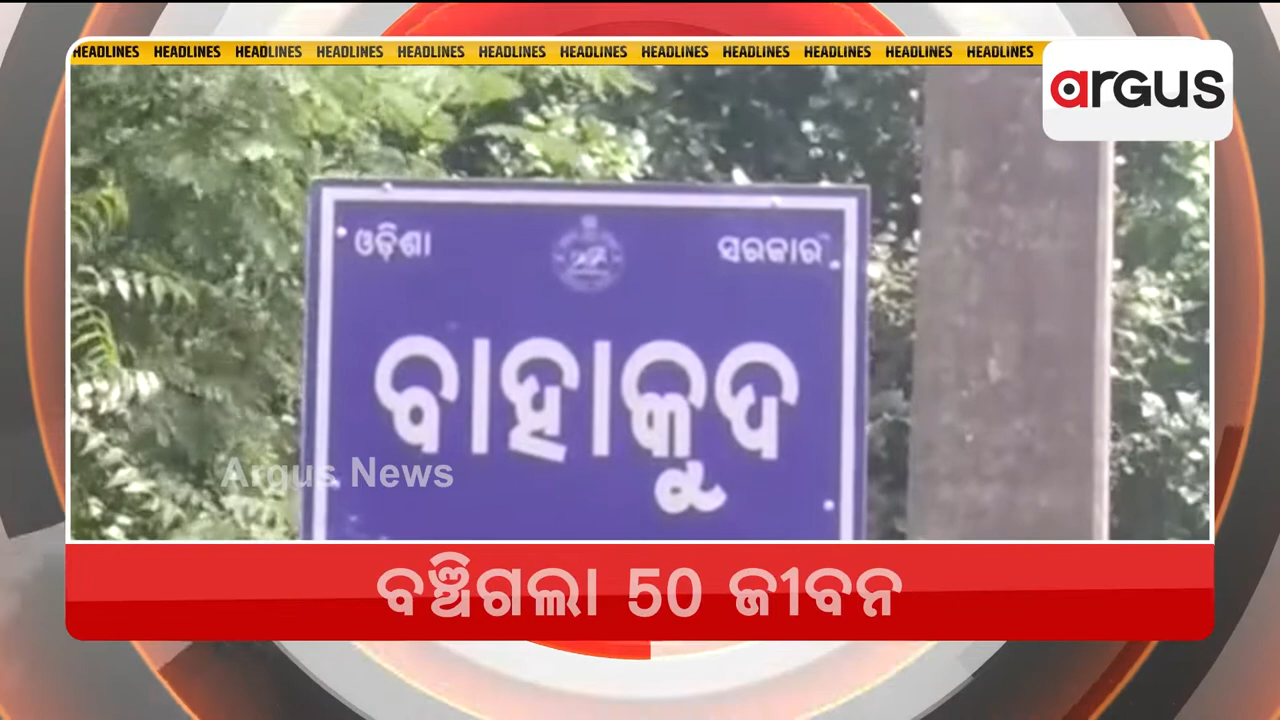 HEADLINES HEADLINES HEADLINES HEADLINES HEADLINES HEADLINES HEADLINES HEADLINES HEADLINES HEADLINES HEADLINES HEADLINES
argus
ଓଡ଼ିଶା ସରକାର
ବାହାକୁଦ
Argus News
ବଞ୍ଚିଗଲା 50 ଜୀବନ